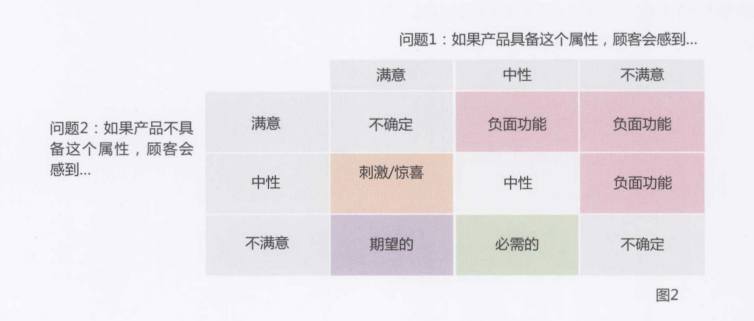 问题1：如果产品具备这个属性，顾客会感到...
满意 中性 不满意
问题2：如果产品不具
备这个属性，顾客会
感到...
满意 不确定 负面功能 负面功能
中性 刺激/惊喜 中性 负面功能
不满意 期望的 必需的 不确定
图2